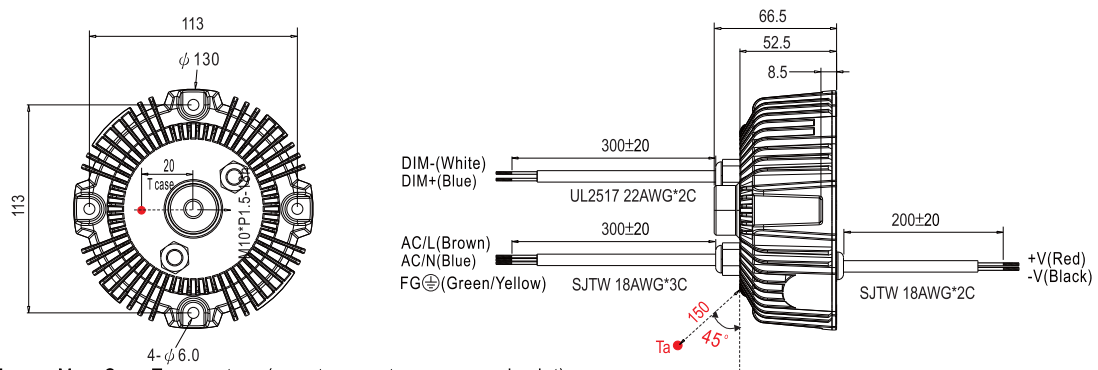 113
φ130
113
20
T case
M10*P1.5-18H
4-φ6.0
66.5
52.5
8.5
300±20
DIM-(White)
DIM+(Blue)
UL2517 22AWG*2C
300±20
AC/L(Brown)
AC/N(Blue)
FG⏚(Green/Yellow)
SJTW 18AWG*3C
200±20
+V(Red)
-V(Black)
SJTW 18AWG*2C
150
45°
Ta